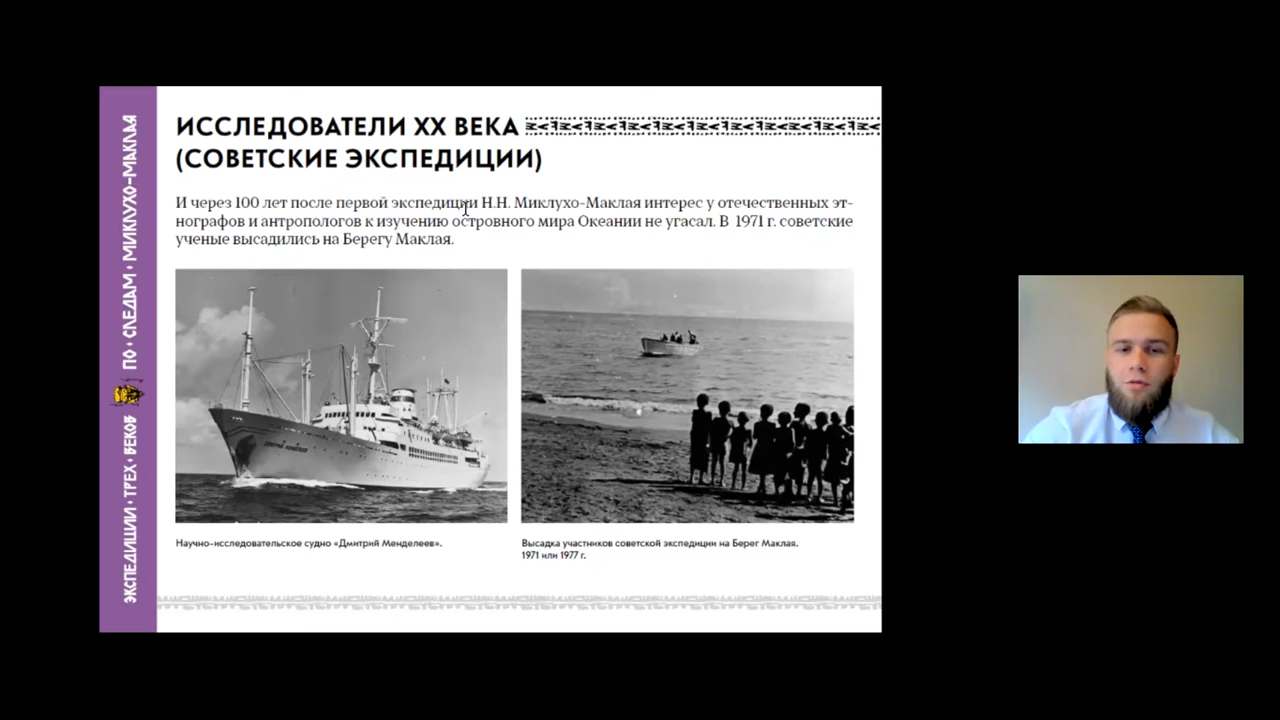 ИССЛЕДОВАТЕЛИ XX ВЕКА
(СОВЕТСКИЕ ЭКСПЕДИЦИИ)
И через 100 лет после первой экспедиции Н.Н. Миклухо-Маклая интерес у отечественных эт-
нографов и антропологов к изучению островного мира Океании не угасал. В 1971 г. советские
ученые высадились на Берегу Маклая.
Научно-исследовательское судно «Дмитрий Менделеев».
Высадка участников советской экспедиции на Берег Маклая.
1971 или 1977 г.
ЭКСПЕДИЦИИ • ТРЕХ • ВЕКОВ
ПО • СЛЕДАМ • МИКЛУХО-МАКЛАЯ